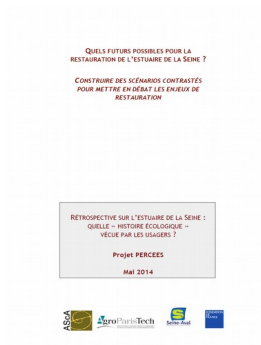 QUELS FUTURS POSSIBLES POUR LA
RESTAURATION DE L'ESTUAIRE DE LA SEINE ?
CONSTRUIRE DES SCÉNARIOS CONTRASTÉS
POUR METTRE EN DÉBAT LES ENJEUX DE
RESTAURATION
RÉTROSPECTIVE SUR L'ESTUAIRE DE LA SEINE :
QUELLE « HISTOIRE ÉCOLOGIQUE »
VÉCUE PAR LES USAGERS ?
Projet PERCEES
Mai 2014
ASCA
AgroParisTech
Seine-Aval